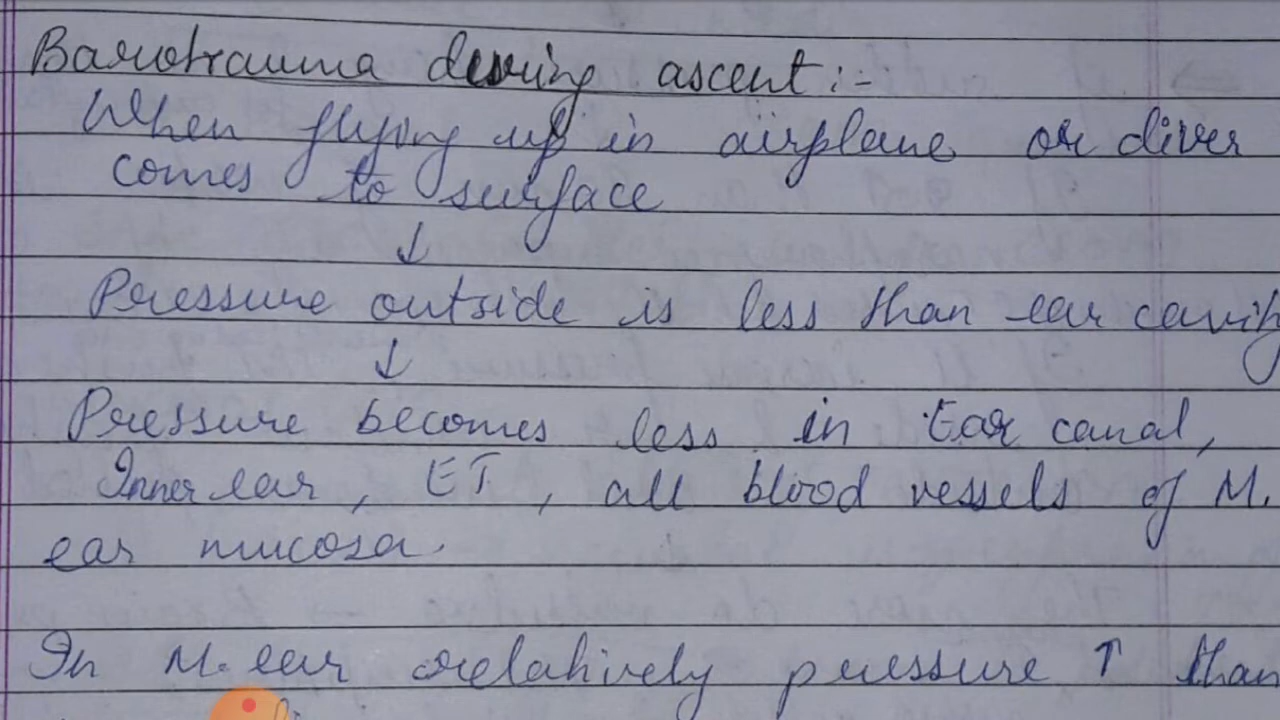 Barotrauma during ascent :-
When flying up in airplane or diver
comes to surface
↓
Pressure outside is less than ear cavity
↓
Pressure becomes less in Ear canal,
Inner ear, ET, all blood vessels of M.
ear mucosa.
In M. ear relatively pressure ↑ than